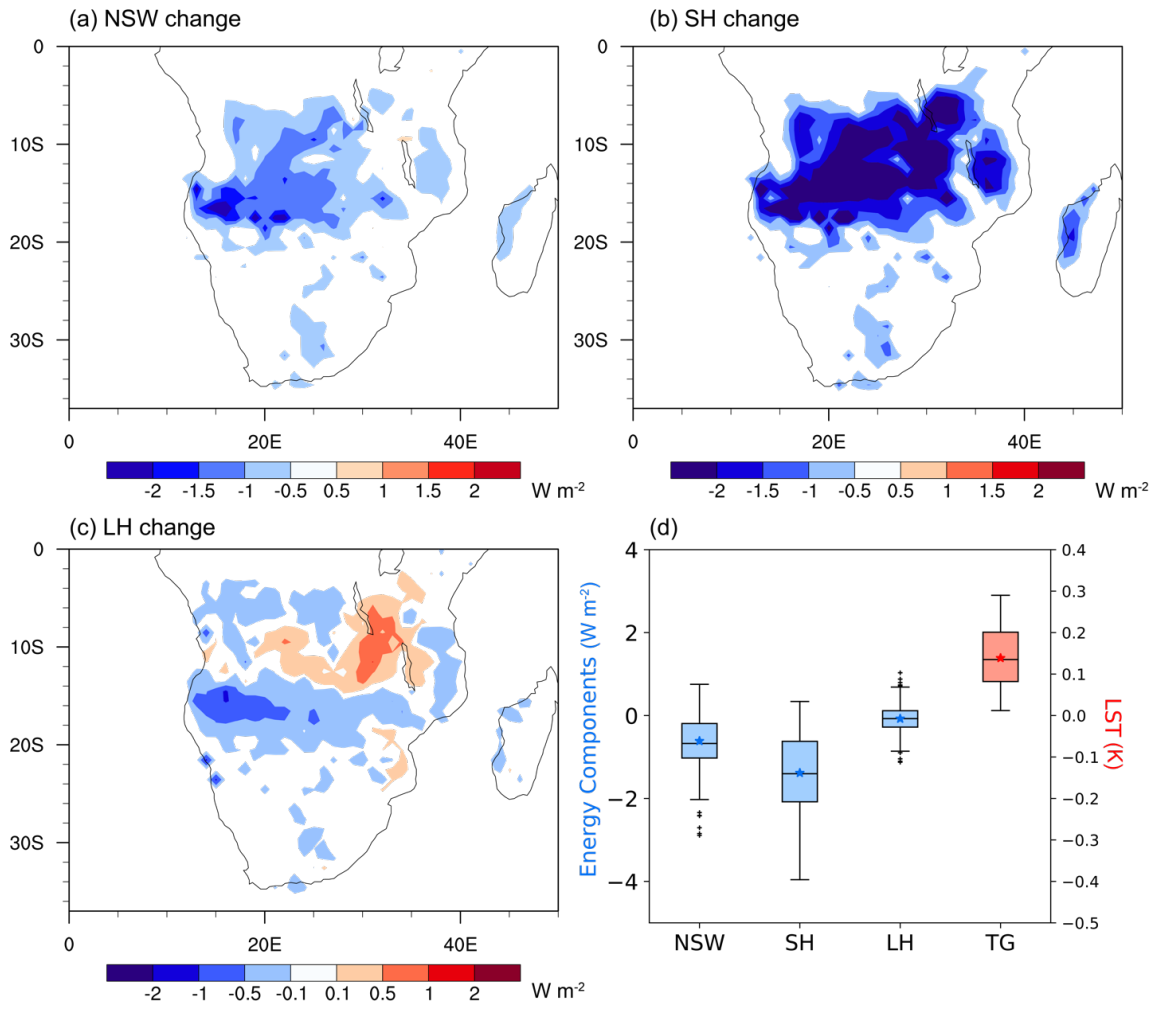 (a) NSW change
0
10S
20S
30S
0 20E 40E
-2 -1.5 -1 -0.5 0.5 1 1.5 2 W m-2
(b) SH change
0
10S
20S
30S
0 20E 40E
-2 -1.5 -1 -0.5 0.5 1 1.5 2 W m-2
(c) LH change
0
10S
20S
30S
0 20E 40E
-2 -1 -0.5 -0.1 0.1 0.5 1 2 W m-2
(d)
Energy Components (W m-2)
4
2
0
−2
−4
NSW SH LH TG
0.4
0.3
0.2
0.1
0.0
−0.1
−0.2
−0.3
−0.4
−0.5
LST (K)